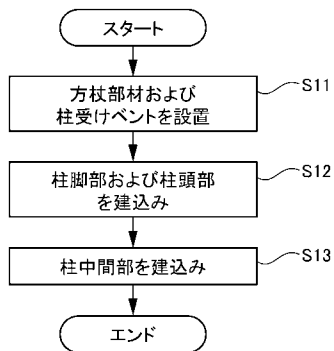 スタート
方杖部材および
柱受けベントを設置
S11
柱脚部および柱頭部
を建込み
S12
柱中間部を建込み
S13
エンド